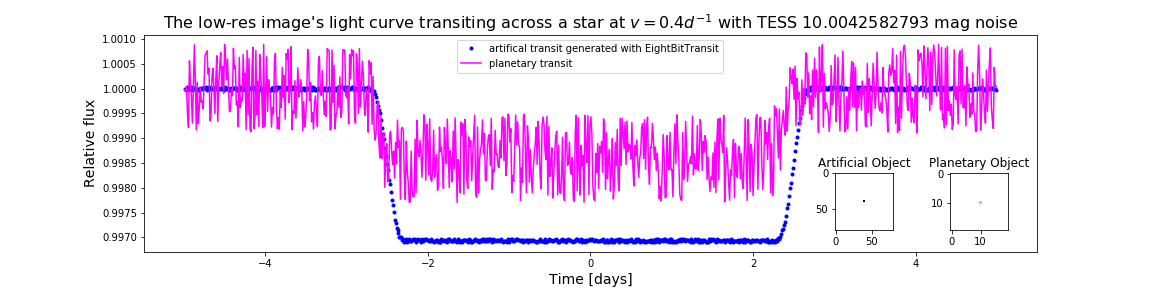 The low-res image's light curve transiting across a star at v = 0.4d⁻¹ with TESS 10.0042582793 mag noise
artifical transit generated with EightBitTransit
planetary transit
Relative flux
1.0010
1.0005
1.0000
0.9995
0.9990
0.9985
0.9980
0.9975
0.9970
Artificial Object
0
50
0 50
Planetary Object
0
10
0 10
−4 −2 0 2 4
Time [days]